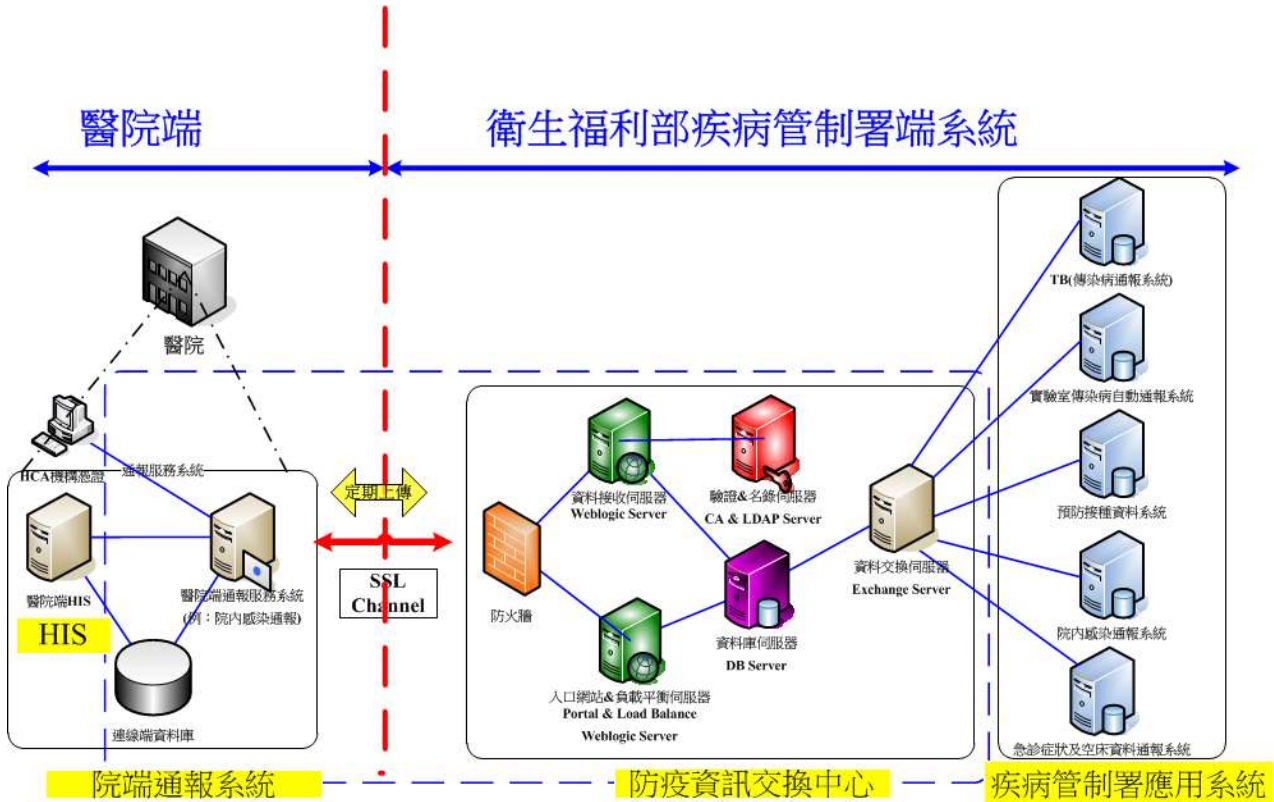 醫院端
衛生福利部疾病管制署端系統
醫院
HCA機構憑證
通報服務系統
醫院端HIS
HIS
醫院端通報服務系統
(例：院內感染通報)
連線端資料庫
定期上傳
SSL
Channel
防火牆
資料接收伺服器
Weblogic Server
驗證&名錄伺服器
CA & LDAP Server
入口網站&負載平衡伺服器
Portal & Load Balance
Weblogic Server
資料庫伺服器
DB Server
資料交換伺服器
Exchange Server
TB(傳染病通報系統)
實驗室傳染病自動通報系統
預防接種資料系統
院內感染通報系統
急診症狀及空床資料通報系統
院端通報系統
防疫資訊交換中心
疾病管制署應用系統